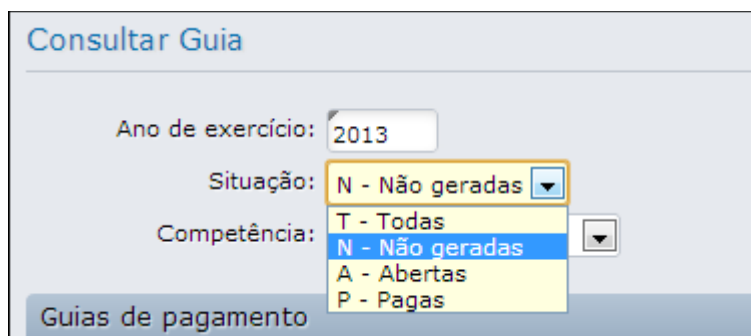 Consultar Guia
Ano de exercício: 2013
Situação: N - Não geradas
T - Todas
Competência: N - Não geradas
A - Abertas
P - Pagas
Guias de pagamento